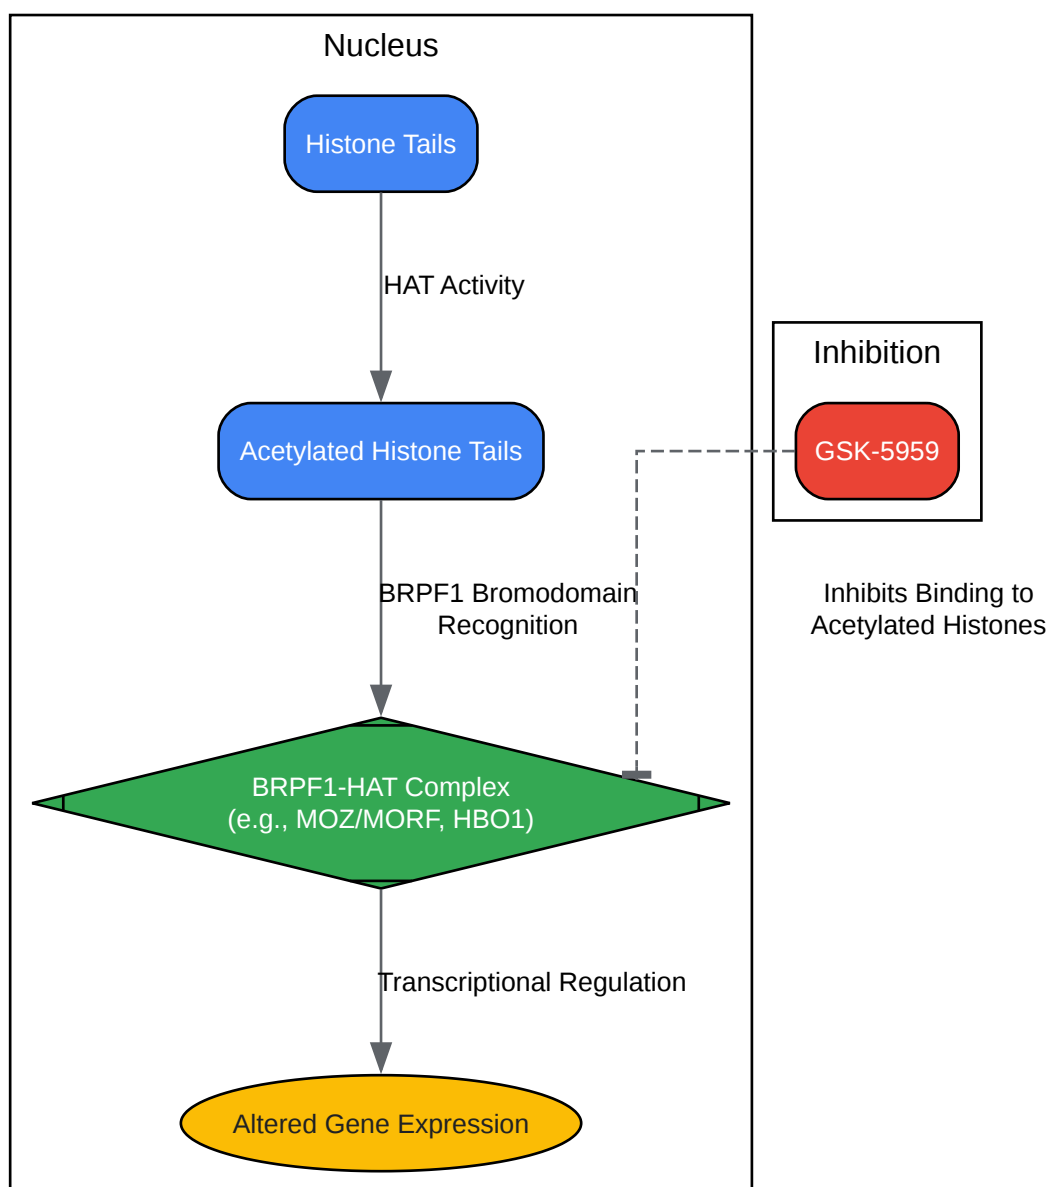 Nucleus
Histone Tails
HAT Activity
Inhibition
Acetylated Histone Tails
GSK-5959
BRPF1 Bromodomain
Recognition
Inhibits Binding to
Acetylated Histones
BRPF1-HAT Complex
(e.g., MOZ/MORF, HBO1)
Transcriptional Regulation
Altered Gene Expression